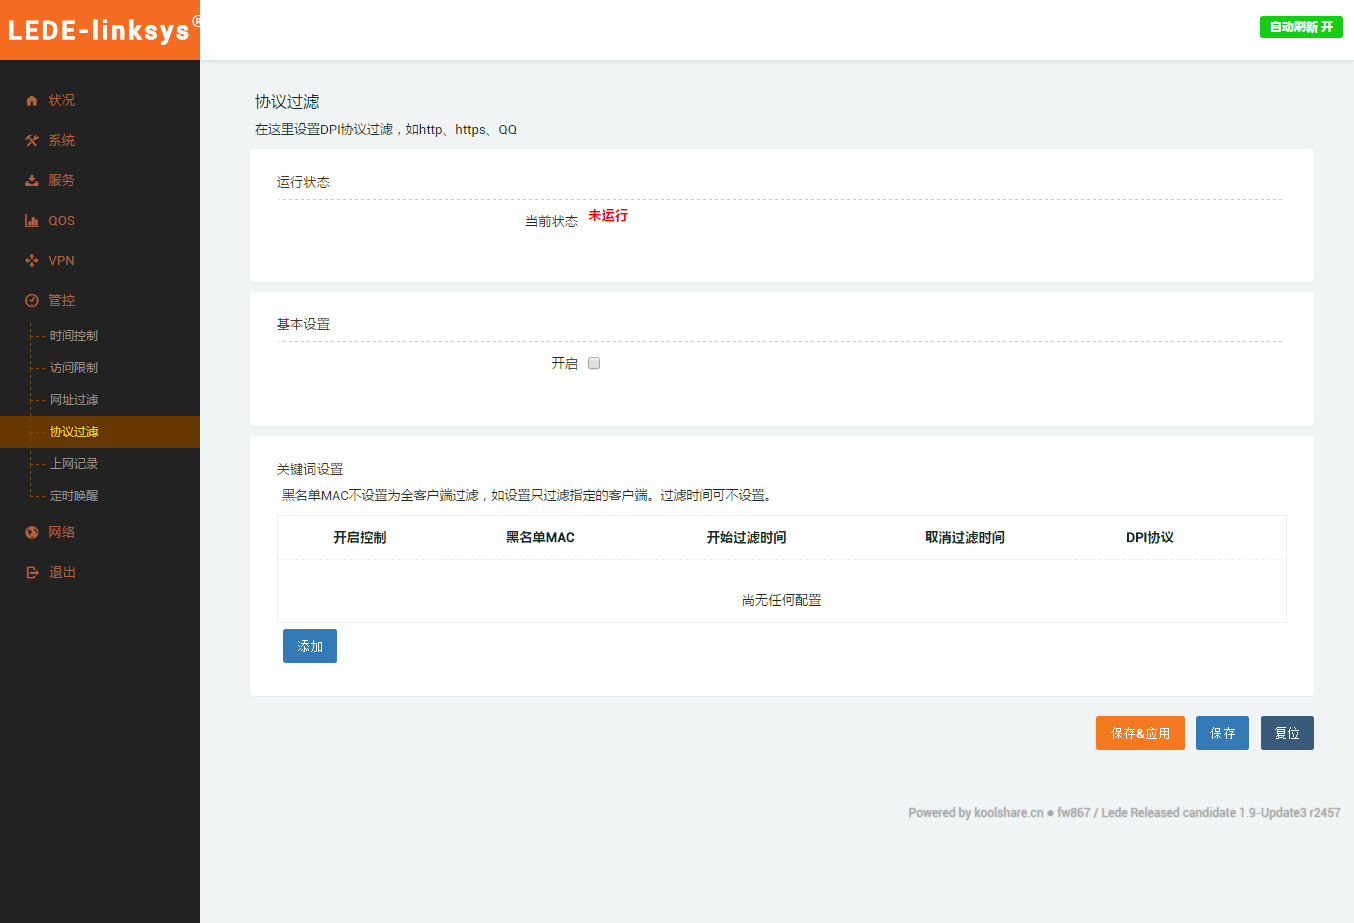 LEDE-linksys®
自动刷新 开
状况
系统
服务
QOS
VPN
管控
时间控制
访问限制
网址过滤
协议过滤
上网记录
定时唤醒
网络
退出
协议过滤
在这里设置DPI协议过滤，如http、https、QQ
运行状态
当前状态 未运行
基本设置
开启
关键词设置
黑名单MAC不设置为全客户端过滤，如设置只过滤指定的客户端。过滤时间可不设置。
开启控制 黑名单MAC 开始过滤时间 取消过滤时间 DPI协议
尚无任何配置
添加
保存&应用 保存 复位
Powered by koolshare.cn ● fw867 / Lede Released candidate 1.9-Update3 r2457